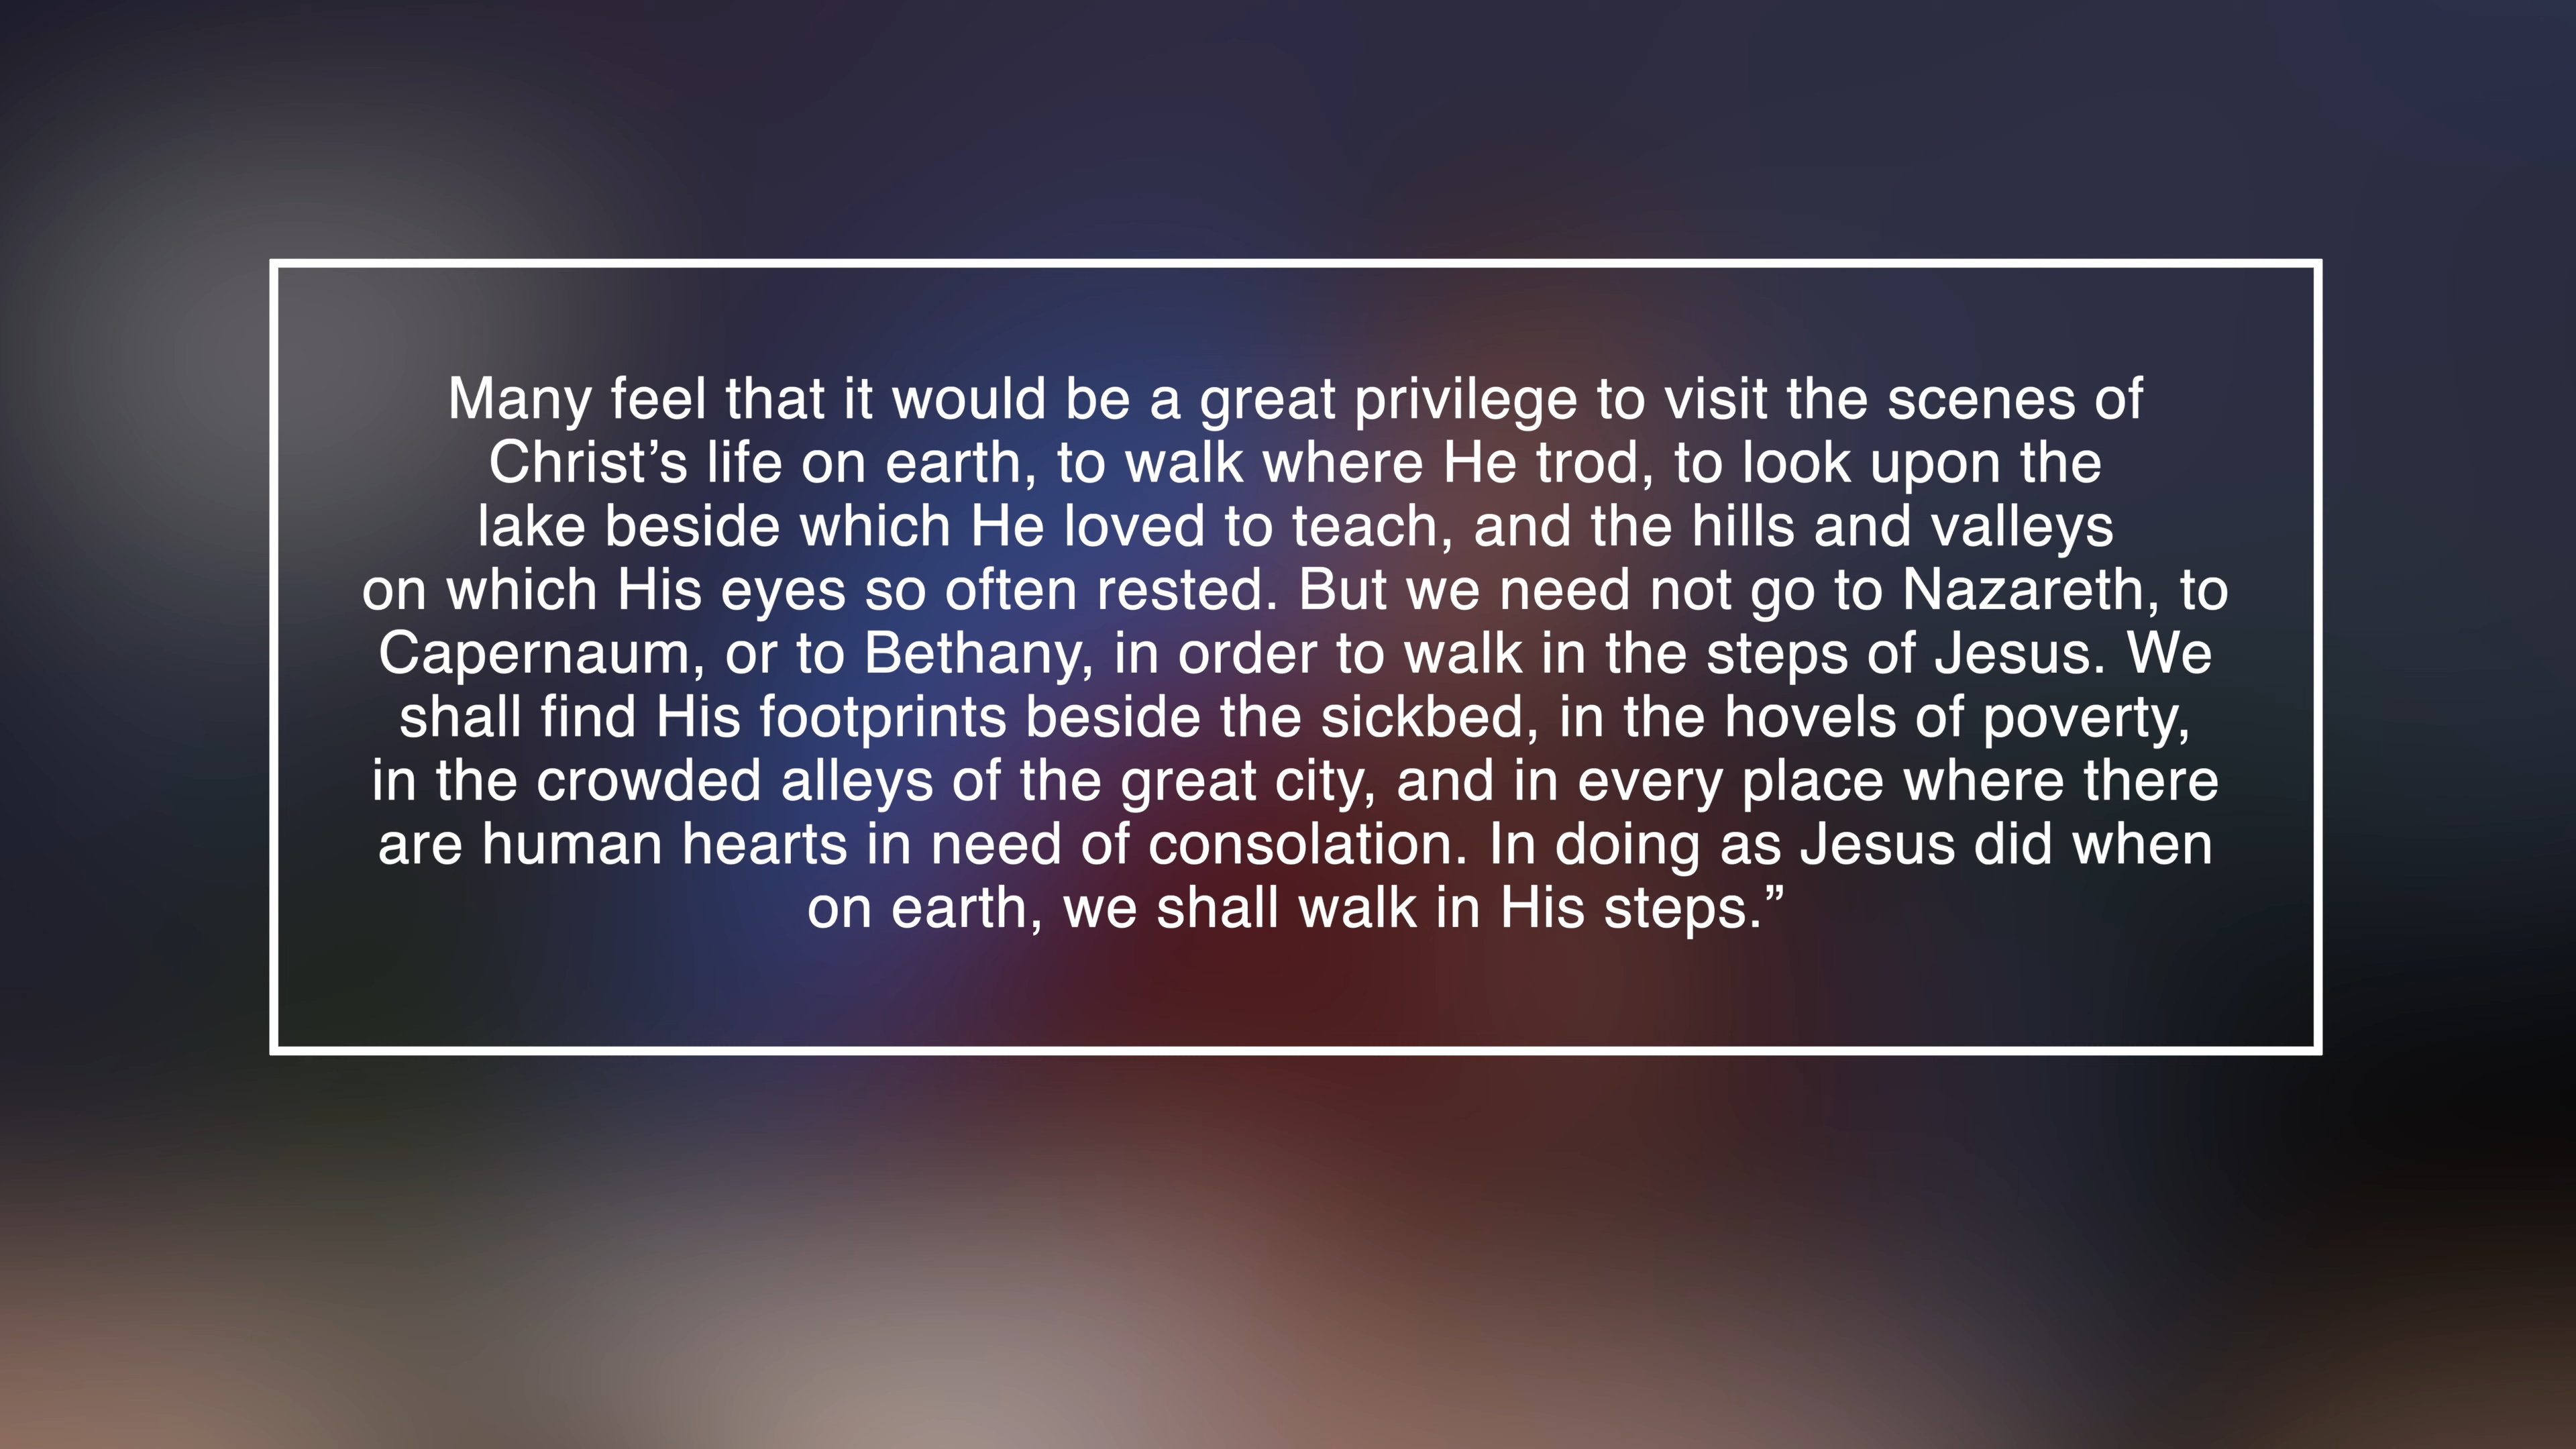 Many feel that it would be a great privilege to visit the scenes of
Christ’s life on earth, to walk where He trod, to look upon the
lake beside which He loved to teach, and the hills and valleys
on which His eyes so often rested. But we need not go to Nazareth, to
Capernaum, or to Bethany, in order to walk in the steps of Jesus. We
shall find His footprints beside the sickbed, in the hovels of poverty,
in the crowded alleys of the great city, and in every place where there
are human hearts in need of consolation. In doing as Jesus did when
on earth, we shall walk in His steps.”